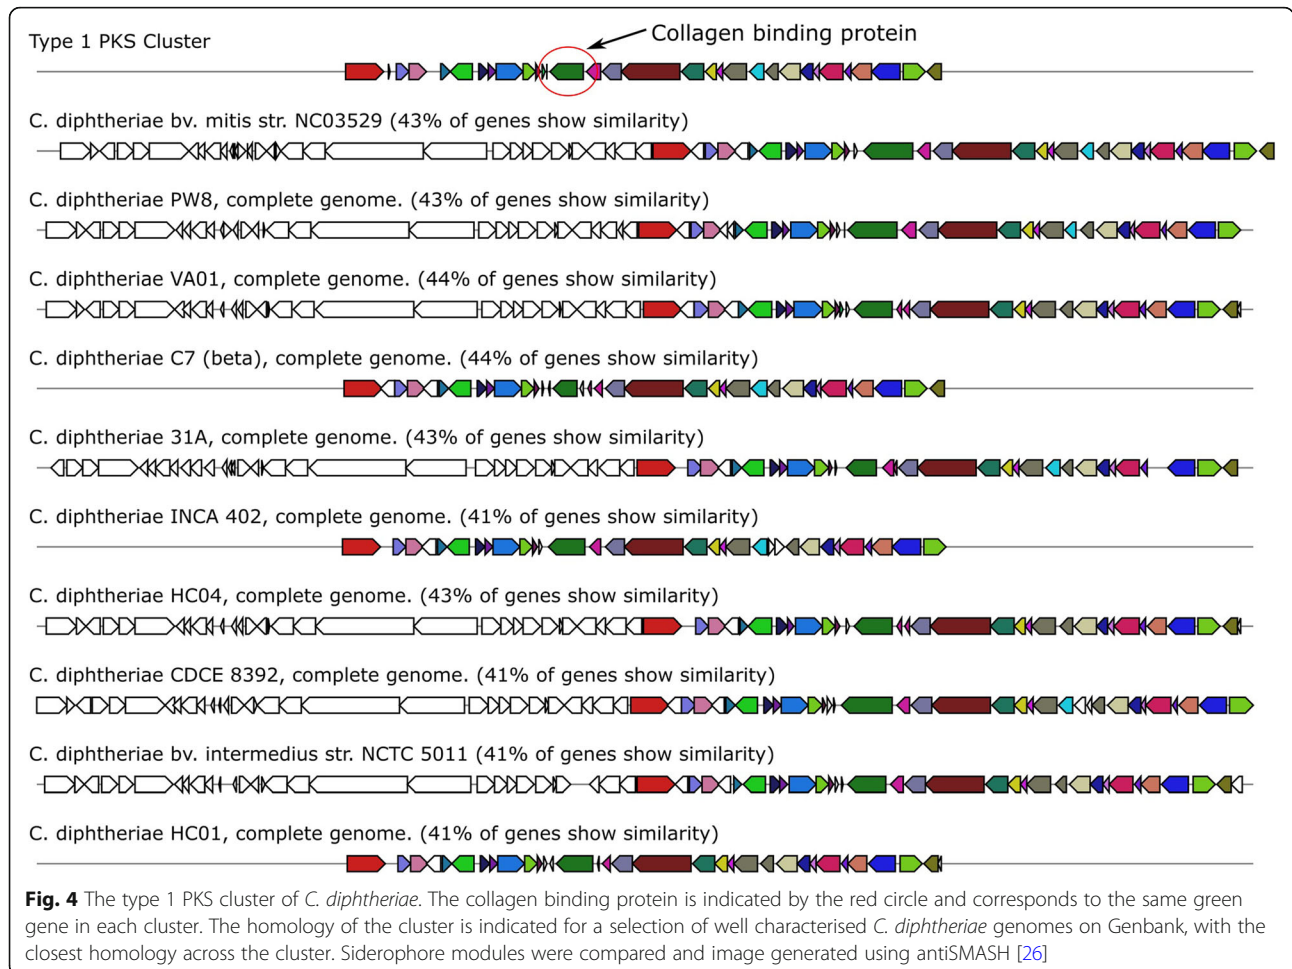 Type 1 PKS Cluster
Collagen binding protein
C. diphtheriae bv. mitis str. NC03529 (43% of genes show similarity)
C. diphtheriae PW8, complete genome. (43% of genes show similarity)
C. diphtheriae VA01, complete genome. (44% of genes show similarity)
C. diphtheriae C7 (beta), complete genome. (44% of genes show similarity)
C. diphtheriae 31A, complete genome. (43% of genes show similarity)
C. diphtheriae INCA 402, complete genome. (41% of genes show similarity)
C. diphtheriae HC04, complete genome. (43% of genes show similarity)
C. diphtheriae CDCE 8392, complete genome. (41% of genes show similarity)
C. diphtheriae bv. intermedius str. NCTC 5011 (41% of genes show similarity)
C. diphtheriae HC01, complete genome. (41% of genes show similarity)
Fig. 4 The type 1 PKS cluster of C. diphtheriae. The collagen binding protein is indicated by the red circle and corresponds to the same green
gene in each cluster. The homology of the cluster is indicated for a selection of well characterised C. diphtheriae genomes on Genbank, with the
closest homology across the cluster. Siderophore modules were compared and image generated using antiSMASH [26]